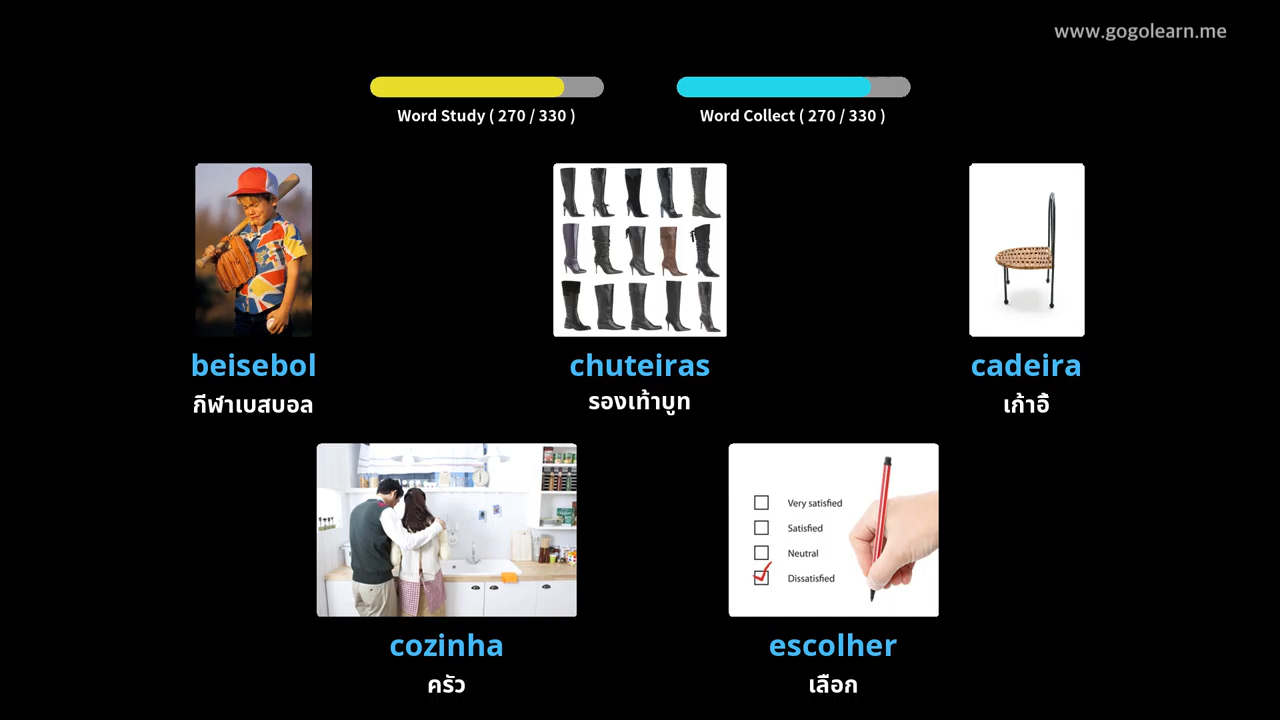 www.gogolearn.me
Word Study ( 270 / 330 )
Word Collect ( 270 / 330 )
beisebol
กีฬาเบสบอล
chuteiras
รองเท้าบูท
cadeira
เก้าอี้
Very satisfied
Satisfied
Neutral
Dissatisfied
cozinha
ครัว
escolher
เลือก